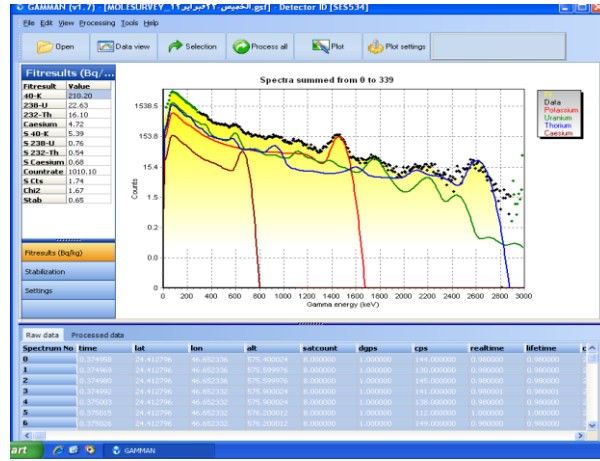 GAMMAN (v1.7) - [MOLESURVEY_الخميس-٢٢فبراير١٢.gsf] - Detector ID [SES534]
File Edit View Processing Tools Help
Open Data view Selection Process all Plot Plot settings
Fitresults (Bq/...
Fitresult Value
40-K 210.20
238-U 22.63
232-Th 16.10
Caesium 4.72
S 40-K 5.39
S 238-U 0.76
S 232-Th 0.54
S Caesium 0.68
Countrate 1010.10
S Cts 1.74
Chi2 1.67
Stab 0.65
Fitresults (Bq/kg)
Stabilization
Settings
Spectra summed from 0 to 339
Counts
1538.5
153.8
15.4
1.5
0.2
0.0
0
0 200 400 600 800 1000 1200 1400 1600 1800 2000 2200 2400 2600 2800 3000
Gamma energy (keV)
Data
Potassium
Uranium
Thorium
Caesium
Raw data Processed data
Spectrum No time lat lon alt satcount dgps cps realtime lifetime c
0 0.374958 24.412796 46.652336 575.400024 8.000000 1.000000 144.000000 0.980000 0.980000
1 0.374969 24.412796 46.652336 575.599976 8.000000 1.000000 130.000000 0.980000 0.980000
2 0.374980 24.412796 46.652332 575.599976 8.000000 1.000000 145.000000 0.980000 0.980000
3 0.374992 24.412796 46.652332 575.900024 8.000000 1.000000 141.000000 0.980001 0.980001
4 0.375003 24.412796 46.652332 575.900024 8.000000 1.000000 138.000000 0.980000 0.980000
5 0.375015 24.412796 46.652332 576.200012 8.000000 1.000000 112.000000 0.980000 0.980000
6 0.375026 24.412796 46.652332 576.200012 8.000000 1.000000 149.000000 0.980000 0.980000
art GAMMAN